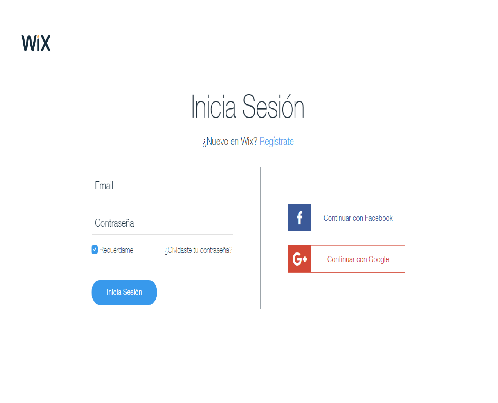 WiX
Inicia Sesión
¿Nuevo en Wix? Regístrate
Email
Contraseña
Recuérdame
¿Olvidaste tu contraseña?
Inicia Sesión
f
Continuar con Facebook
G+
Continuar con Google